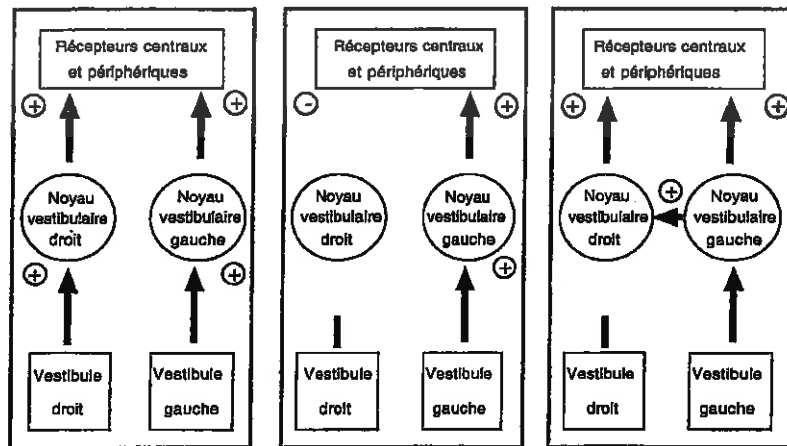 Récepteurs centraux
et périphériques
+
+
Noyau
vestibulaire
droit
Noyau
vestibulaire
gauche
+
+
Vestibule
droit
Vestibule
gauche
Récepteurs centraux
et périphériques
-
+
Noyau
vestibulaire
droit
Noyau
vestibulaire
gauche
+
Vestibule
droit
Vestibule
gauche
Récepteurs centraux
et périphériques
+
+
Noyau
vestibulaire
droit
+
Noyau
vestibulaire
gauche
Vestibule
droit
Vestibule
gauche